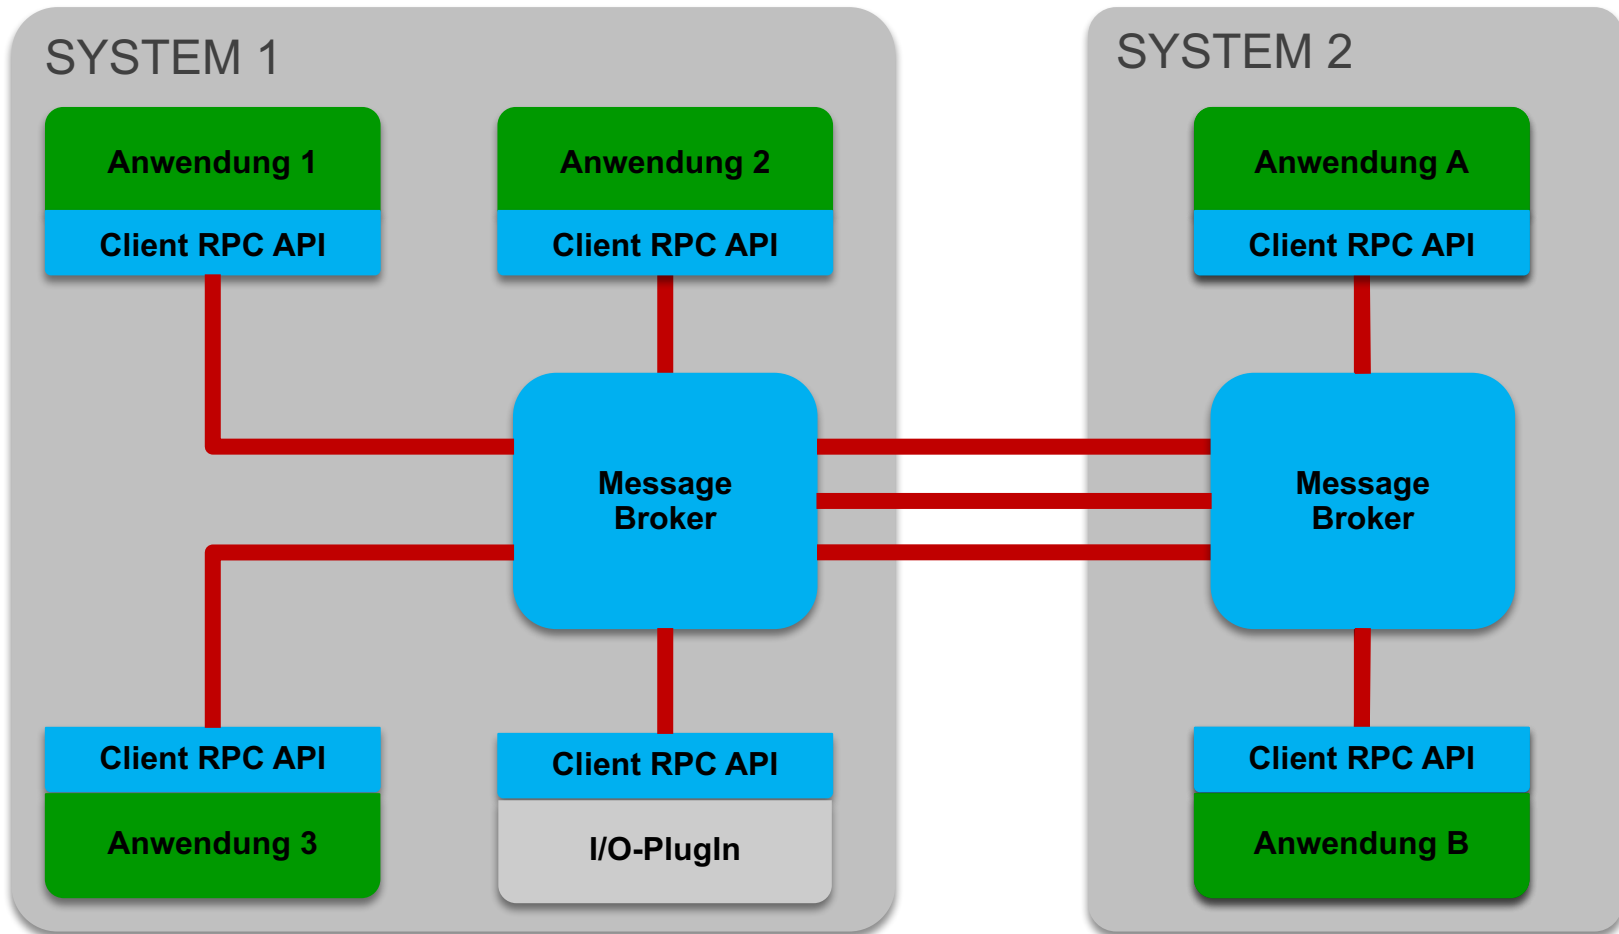 SYSTEM 1
Anwendung 1
Client RPC API
Anwendung 2
Client RPC API
Message
Broker
Client RPC API
Anwendung 3
Client RPC API
I/O-PlugIn
SYSTEM 2
Anwendung A
Client RPC API
Message
Broker
Client RPC API
Anwendung B